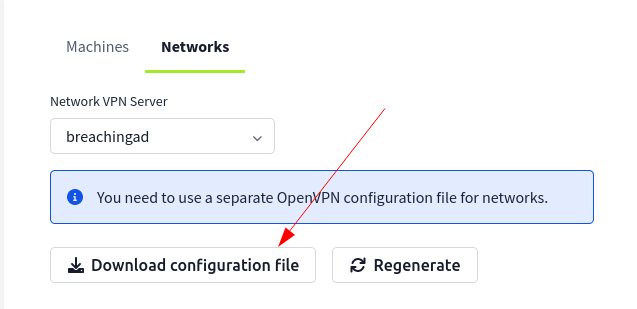 Machines Networks
Network VPN Server
breachingad
You need to use a separate OpenVPN configuration file for networks.
Download configuration file Regenerate